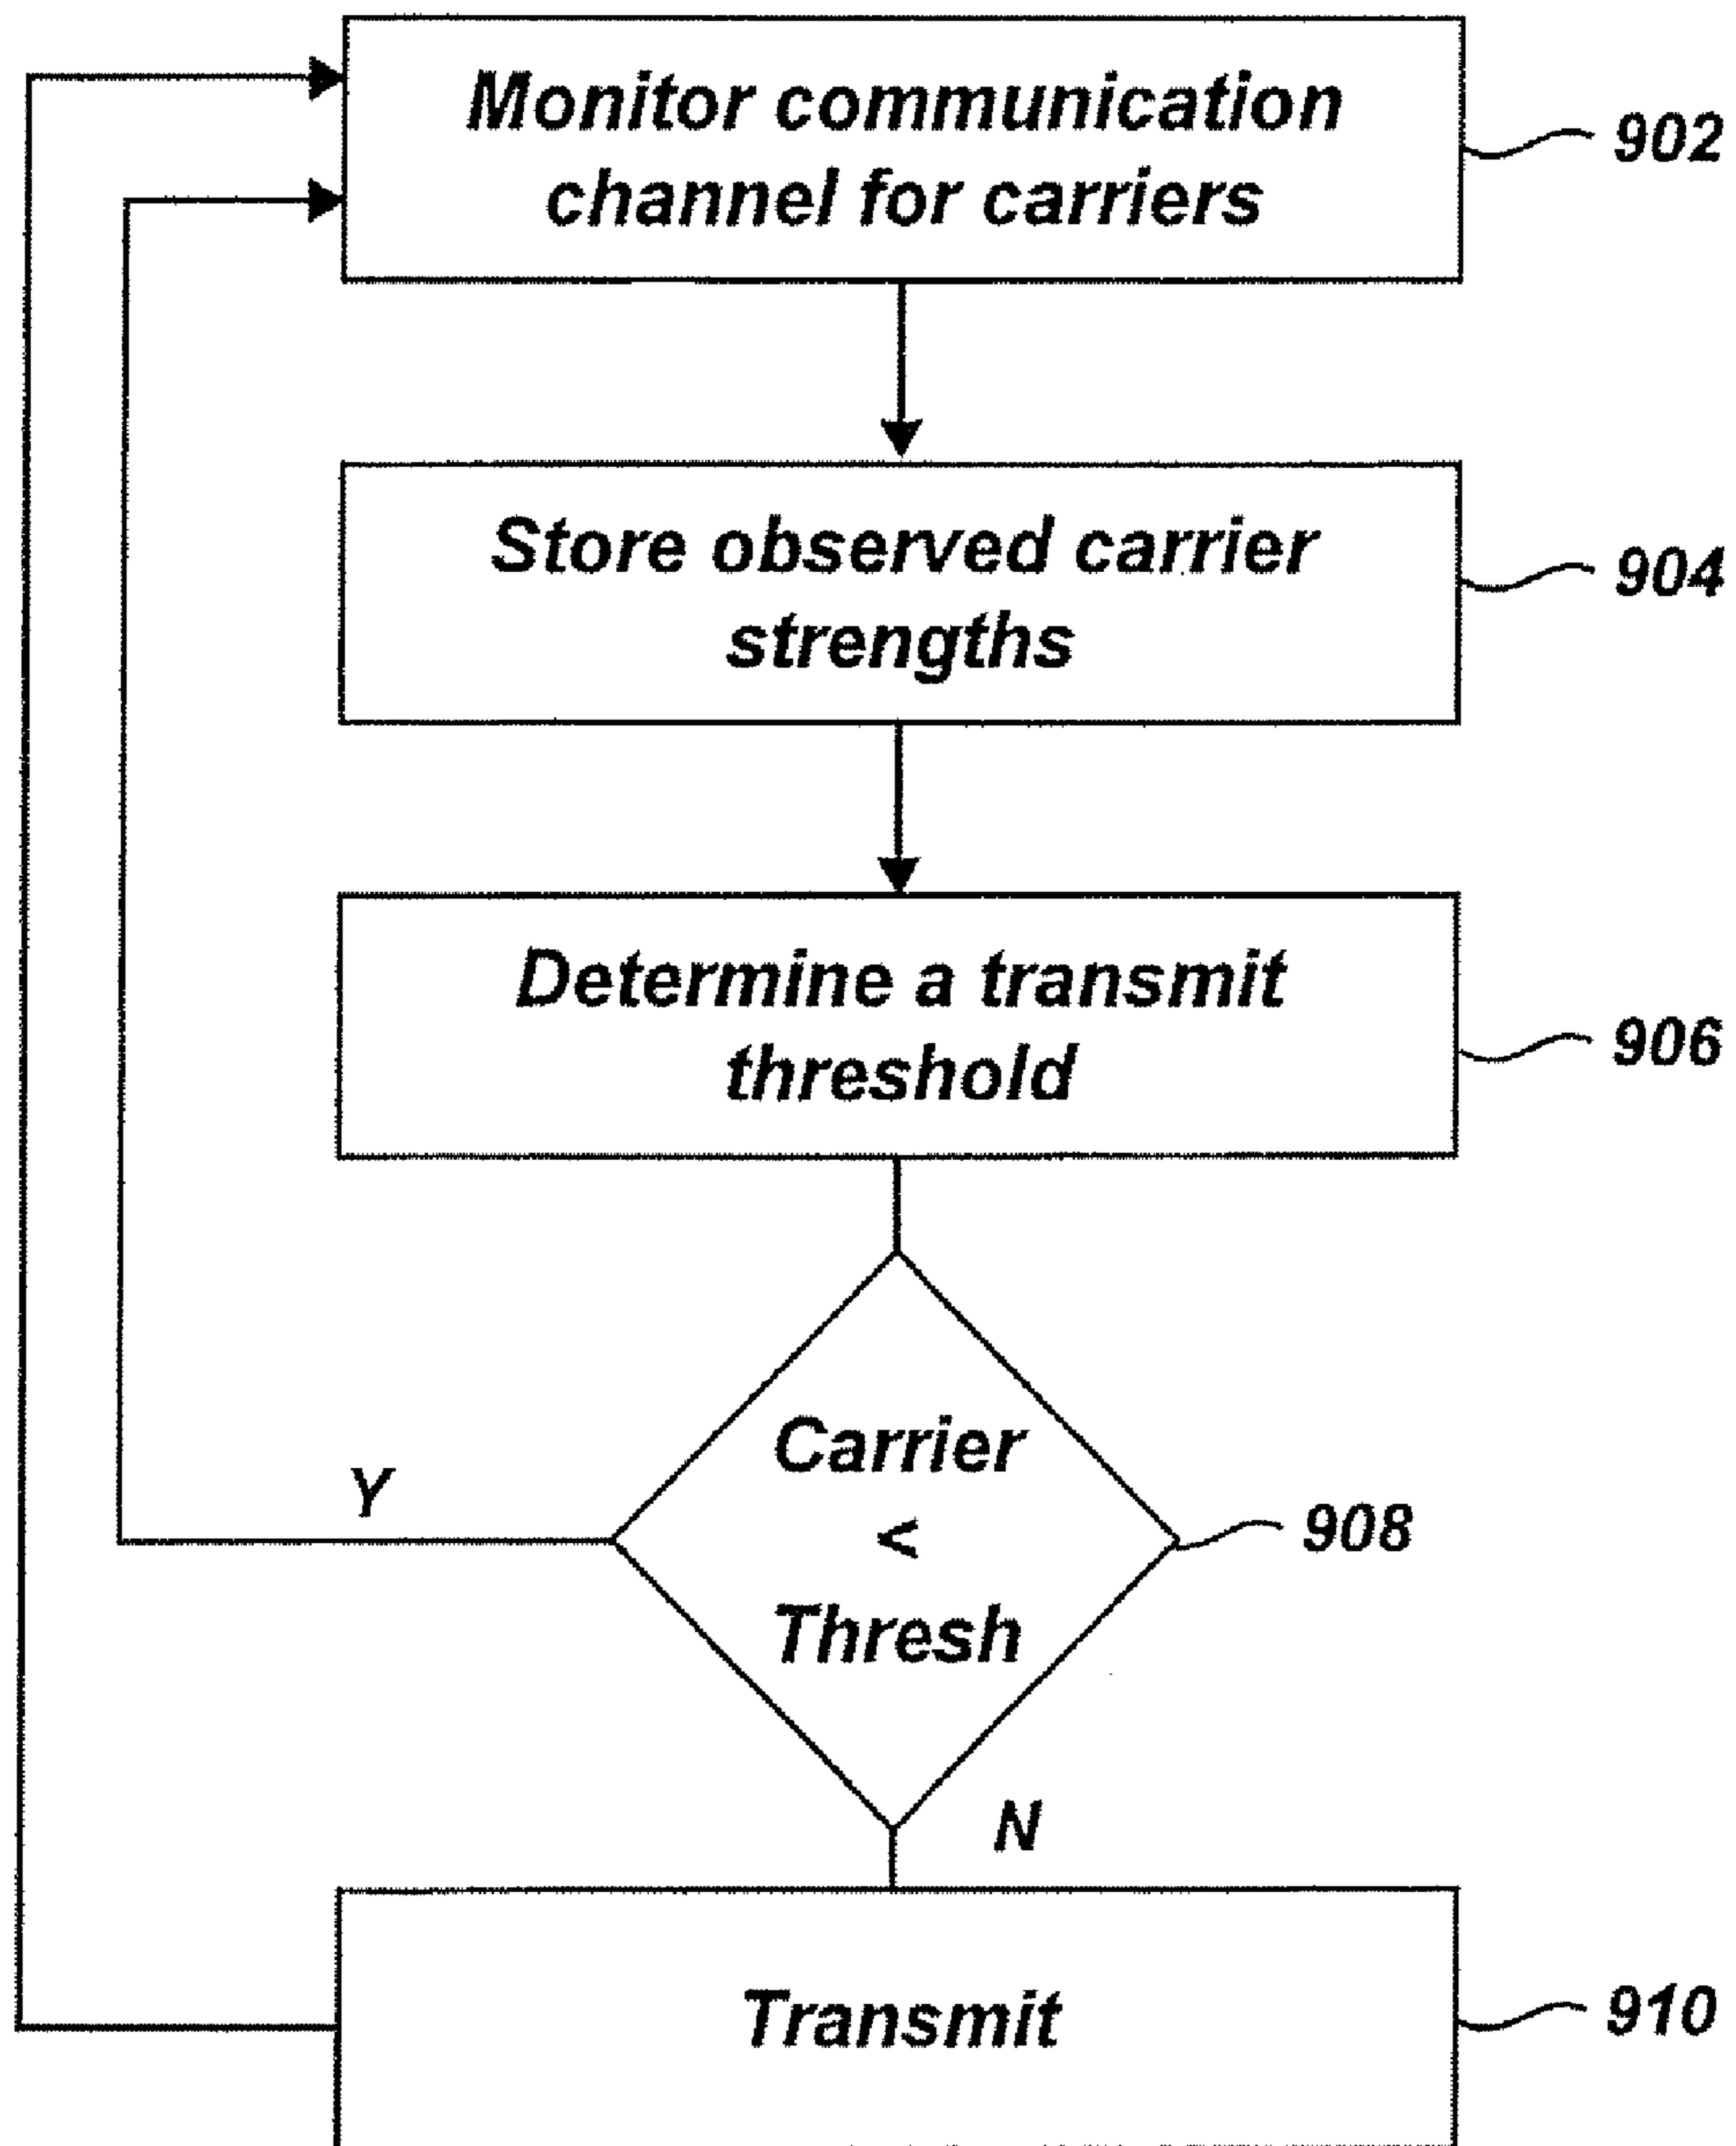 Monitor communication
channel for carriers
902
Store observed carrier
strengths
904
Determine a transmit
threshold
906
Carrier
<
Thresh
908
Y
N
Transmit
910